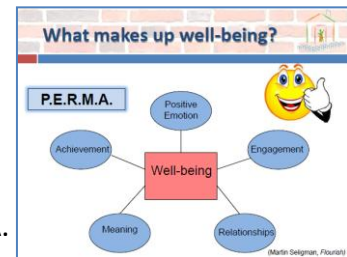 What makes up well-being?
P.E.R.M.A.
Positive
Emotion
Achievement
Engagement
Well-being
Meaning
Relationships
(Martin Seligman, Flourish)